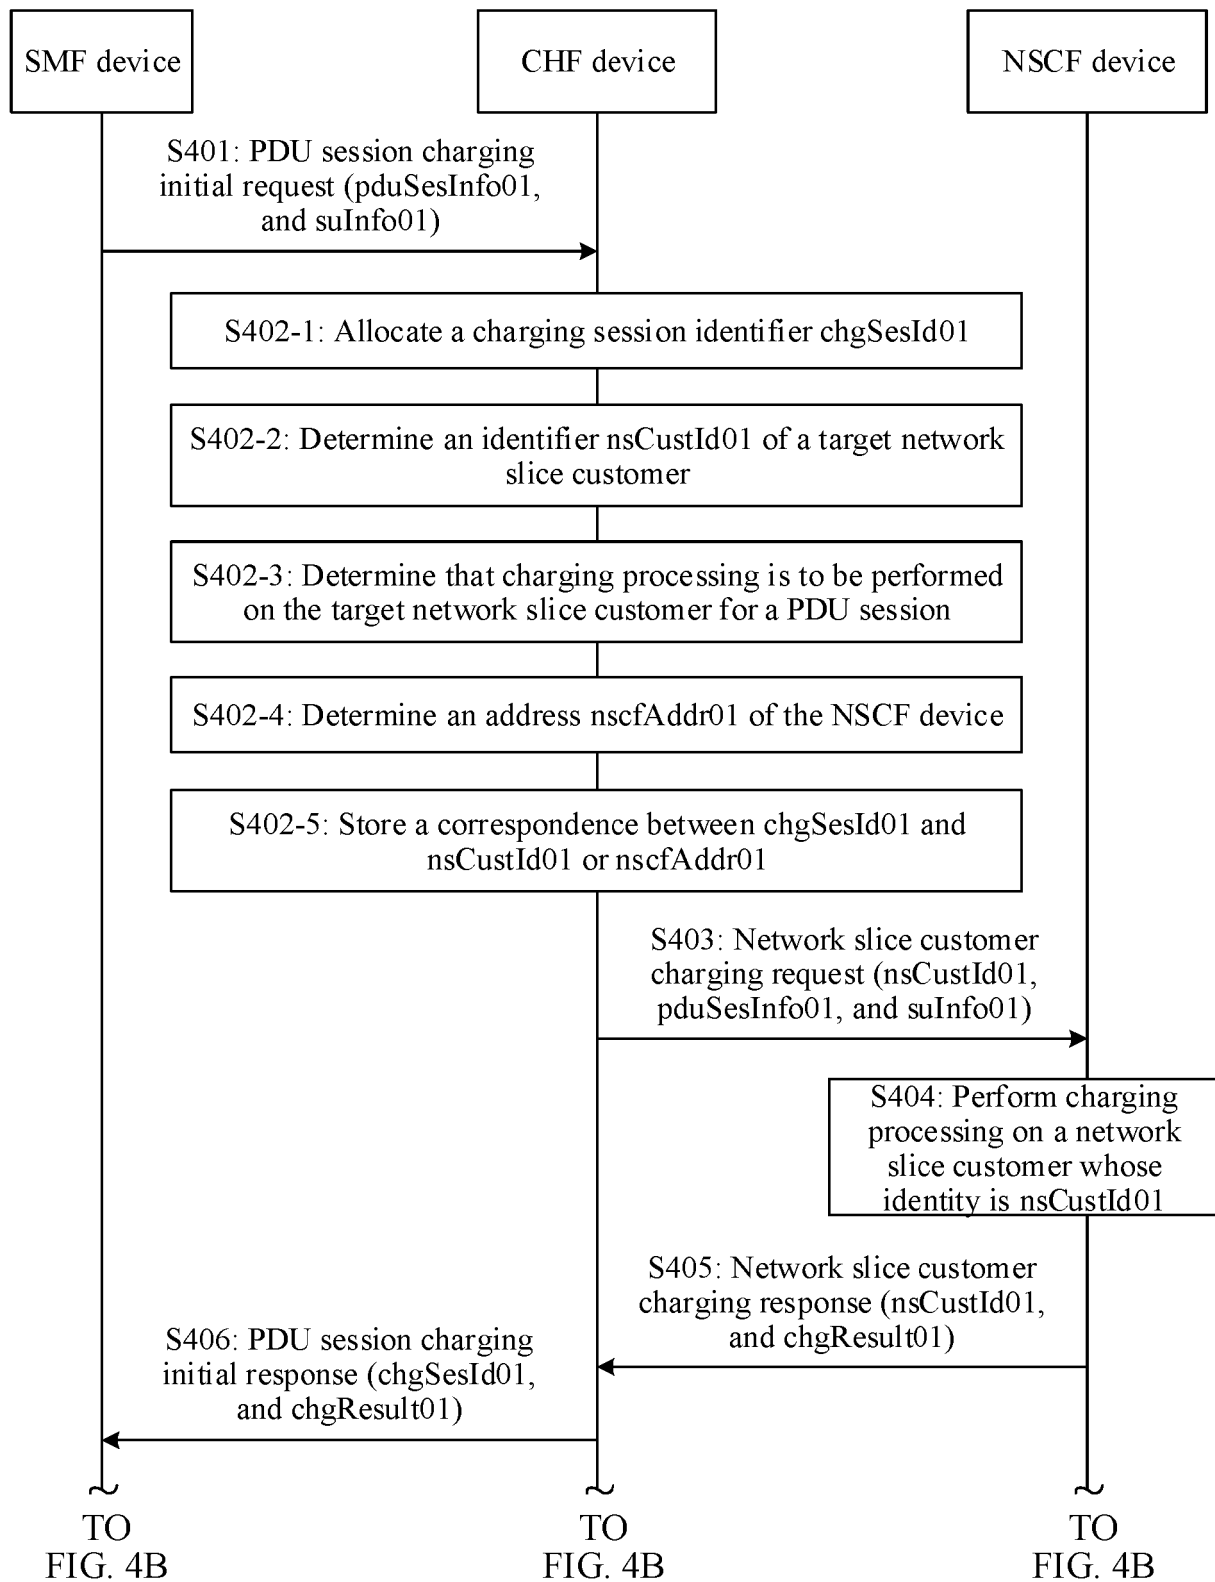 SMF device
CHF device
NSCF device
S401: PDU session charging
initial request (pduSesInfo01,
and suInfo01)
S402-1: Allocate a charging session identifier chgSesId01
S402-2: Determine an identifier nsCustId01 of a target network
slice customer
S402-3: Determine that charging processing is to be performed
on the target network slice customer for a PDU session
S402-4: Determine an address nscfAddr01 of the NSCF device
S402-5: Store a correspondence between chgSesId01 and
nsCustId01 or nscfAddr01
S403: Network slice customer
charging request (nsCustId01,
pduSesInfo01, and suInfo01)
S404: Perform charging
processing on a network
slice customer whose
identity is nsCustId01
S405: Network slice customer
charging response (nsCustId01,
and chgResult01)
S406: PDU session charging
initial response (chgSesId01,
and chgResult01)
TO
FIG. 4B
TO
FIG. 4B
TO
FIG. 4B